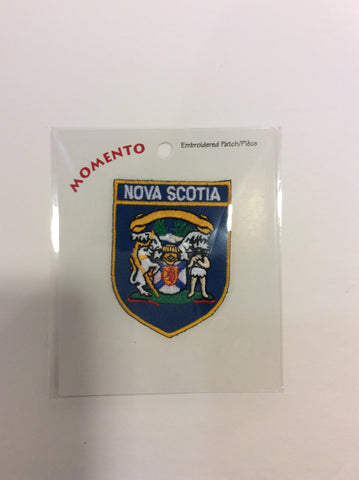 MOMENTO
Embroidered Patch/Pièce
NOVA SCOTIA